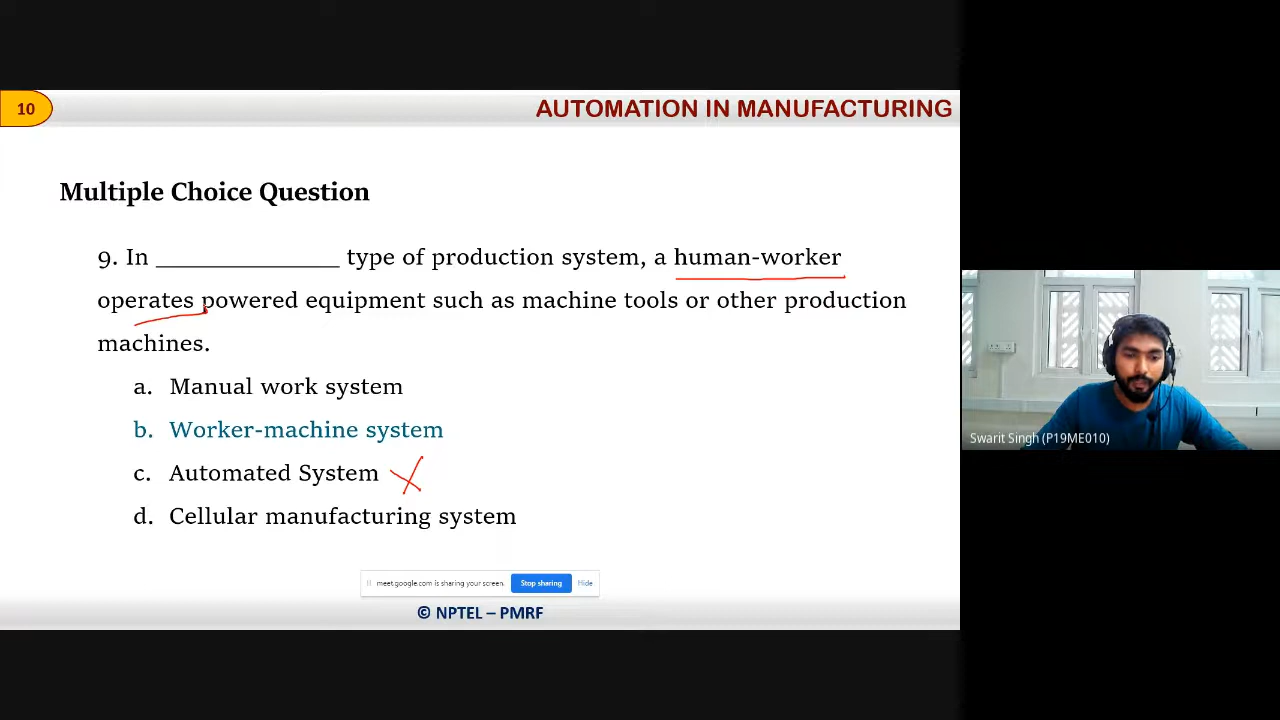 10
AUTOMATION IN MANUFACTURING
Multiple Choice Question
9. In ________________ type of production system, a human-worker
operates powered equipment such as machine tools or other production
machines.
a. Manual work system
b. Worker-machine system
c. Automated System
d. Cellular manufacturing system
meet.google.com is sharing your screen. Stop sharing Hide
© NPTEL – PMRF
Swarit Singh (P19ME010)